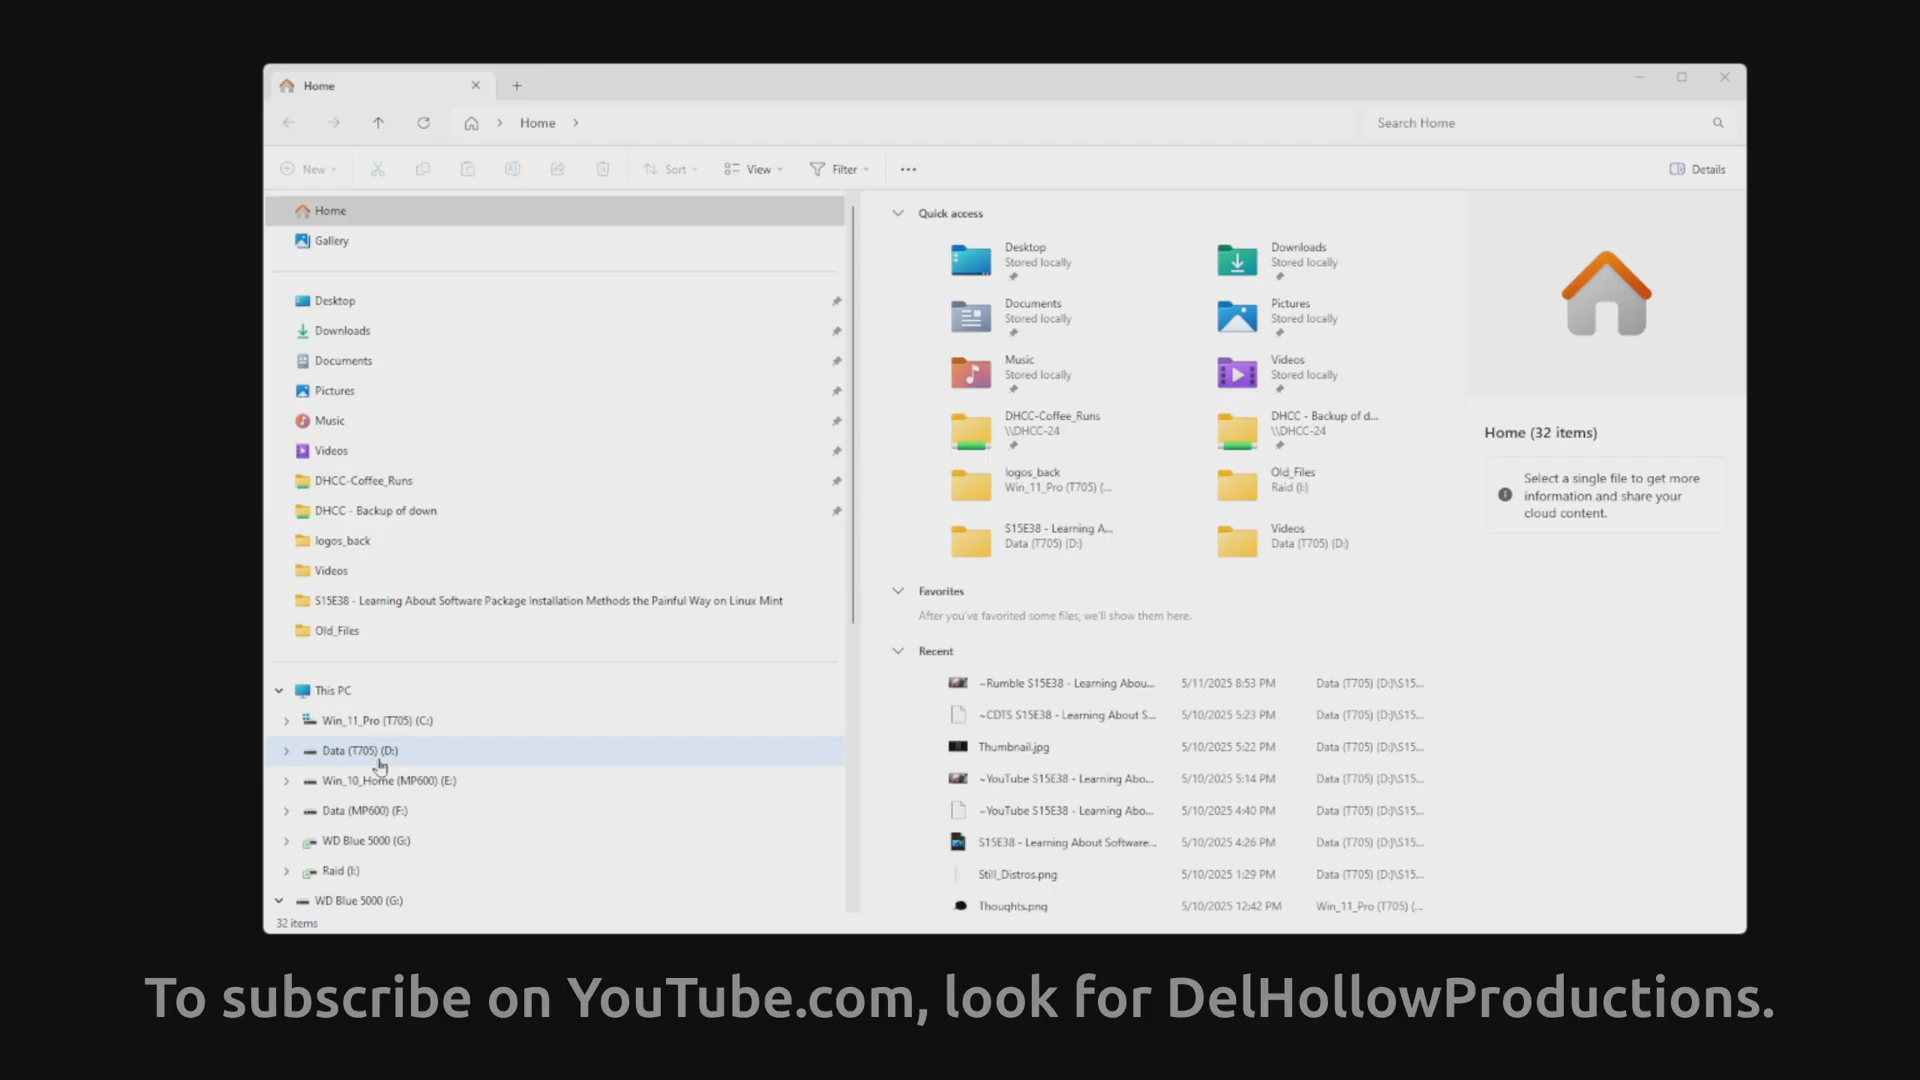 Home
Home
Search Home
New
Sort
View
Filter
Details
Home
Gallery
Desktop
Downloads
Documents
Pictures
Music
Videos
DHCC-Coffee_Runs
DHCC - Backup of down
logos_back
Videos
S15E38 - Learning About Software Package Installation Methods the Painful Way on Linux Mint
Old_Files
This PC
Win_11_Pro (T705) (C:)
Data (T705) (D:)
Win_10_Home (MP600) (E:)
Data (MP600) (F:)
WD Blue 5000 (G:)
Raid (I:)
WD Blue 5000 (G:)
32 items
Quick access
Desktop
Stored locally
Downloads
Stored locally
Documents
Stored locally
Pictures
Stored locally
Music
Stored locally
Videos
Stored locally
DHCC-Coffee_Runs
\\DHCC-24
DHCC - Backup of d...
\\DHCC-24
logos_back
Win_11_Pro (T705) (...
Old_Files
Raid (I:)
S15E38 - Learning A...
Data (T705) (D:)
Videos
Data (T705) (D:)
Favorites
After you've favorited some files, we'll show them here.
Recent
~Rumble S15E38 - Learning Abou... 5/11/2025 8:53 PM Data (T705) (D:)\S15...
~CDTS S15E38 - Learning About S... 5/10/2025 5:23 PM Data (T705) (D:)\S15...
Thumbnail.jpg 5/10/2025 5:22 PM Data (T705) (D:)\S15...
~YouTube S15E38 - Learning Abo... 5/10/2025 5:14 PM Data (T705) (D:)\S15...
~YouTube S15E38 - Learning Abo... 5/10/2025 4:40 PM Data (T705) (D:)\S15...
S15E38 - Learning About Software... 5/10/2025 4:26 PM Data (T705) (D:)\S15...
Still_Distros.png 5/10/2025 1:29 PM Data (T705) (D:)\S15...
Thoughts.png 5/10/2025 12:42 PM Win_11_Pro (T705) (...
Home (32 items)
Select a single file to get more
information and share your
cloud content.
To subscribe on YouTube.com, look for DelHollowProductions.